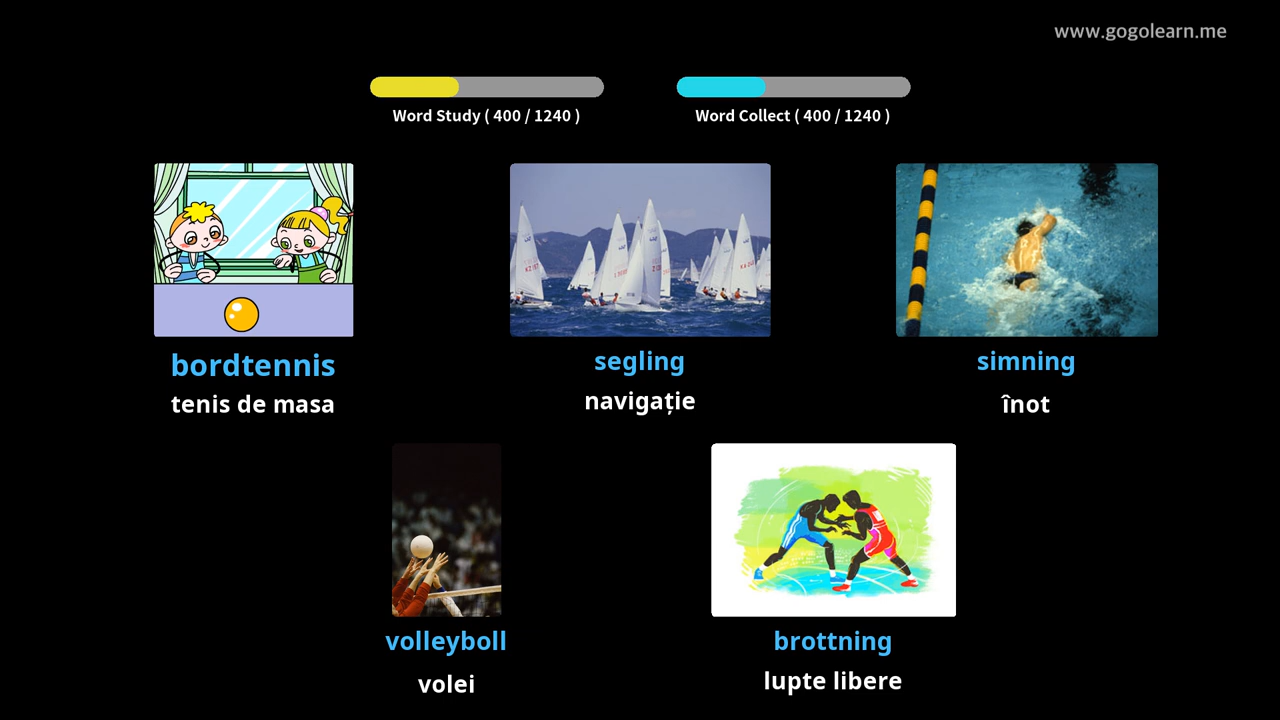 www.gogolearn.me
Word Study ( 400 / 1240 )
Word Collect ( 400 / 1240 )
bordtennis
tenis de masa
segling
navigație
simning
înot
volleyboll
volei
brottning
lupte libere